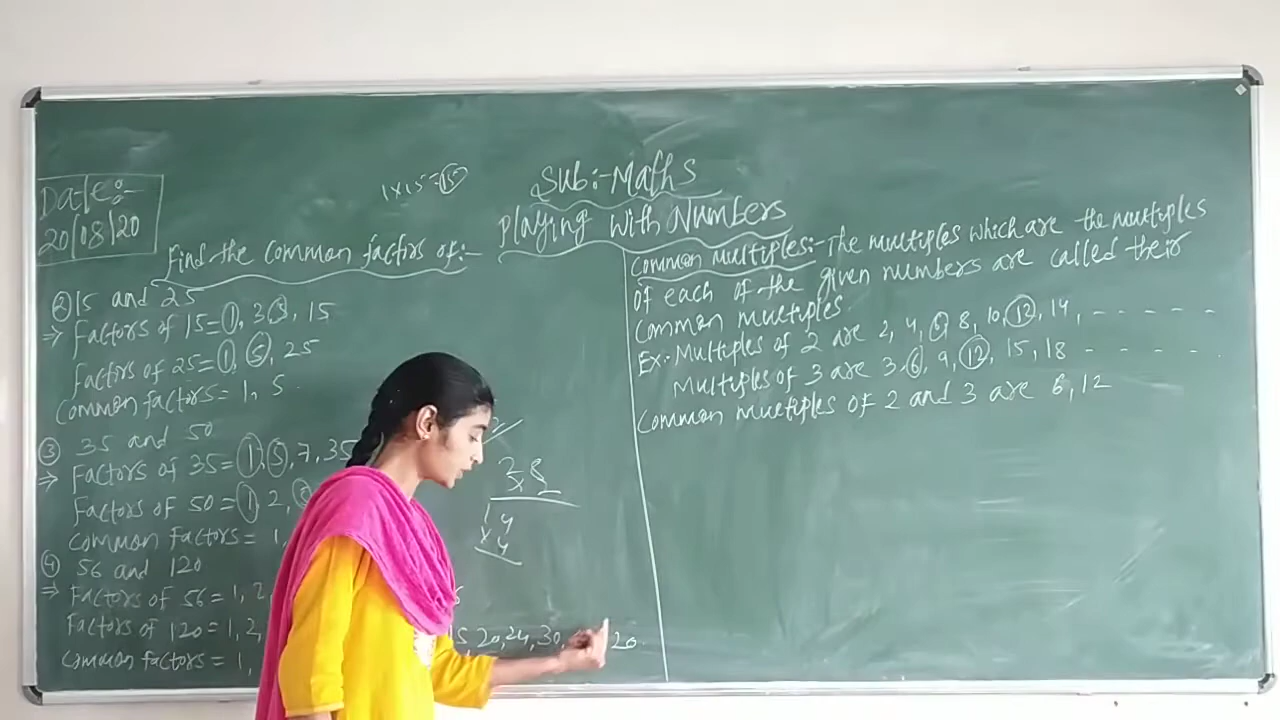 Sub:- Maths
Playing With Numbers
Date:-
20/08/20
1x15=15
Find the common factirs of:-
② 15 and 25
⇒ Factors of 15=1, 3, 5, 15
Factors of 25=1, 5, 25
Common factors = 1, 5.
③ 35 and 50
⇒ Factors of 35=1, 5, 7, 35
Factors of 50 = 1, 2,
Common Factors = 1,
④ 56 and 120
⇒ Factors of 56 = 1, 2,
Factors of 120 = 1, 2, 15, 20, 24, 30, 120.
Common factors = 1,
28
x 2
14
x 4
Common multiples:- The multiples which are the multiples
of each of the given numbers are called their
Common multiples.
Ex:- Multiples of 2 are 2, 4, 6, 8, 10, 12, 14, - - - - -
Multiples of 3 are 3, 6, 9, 12, 15, 18 - - - -
Common multiples of 2 and 3 are 6, 12